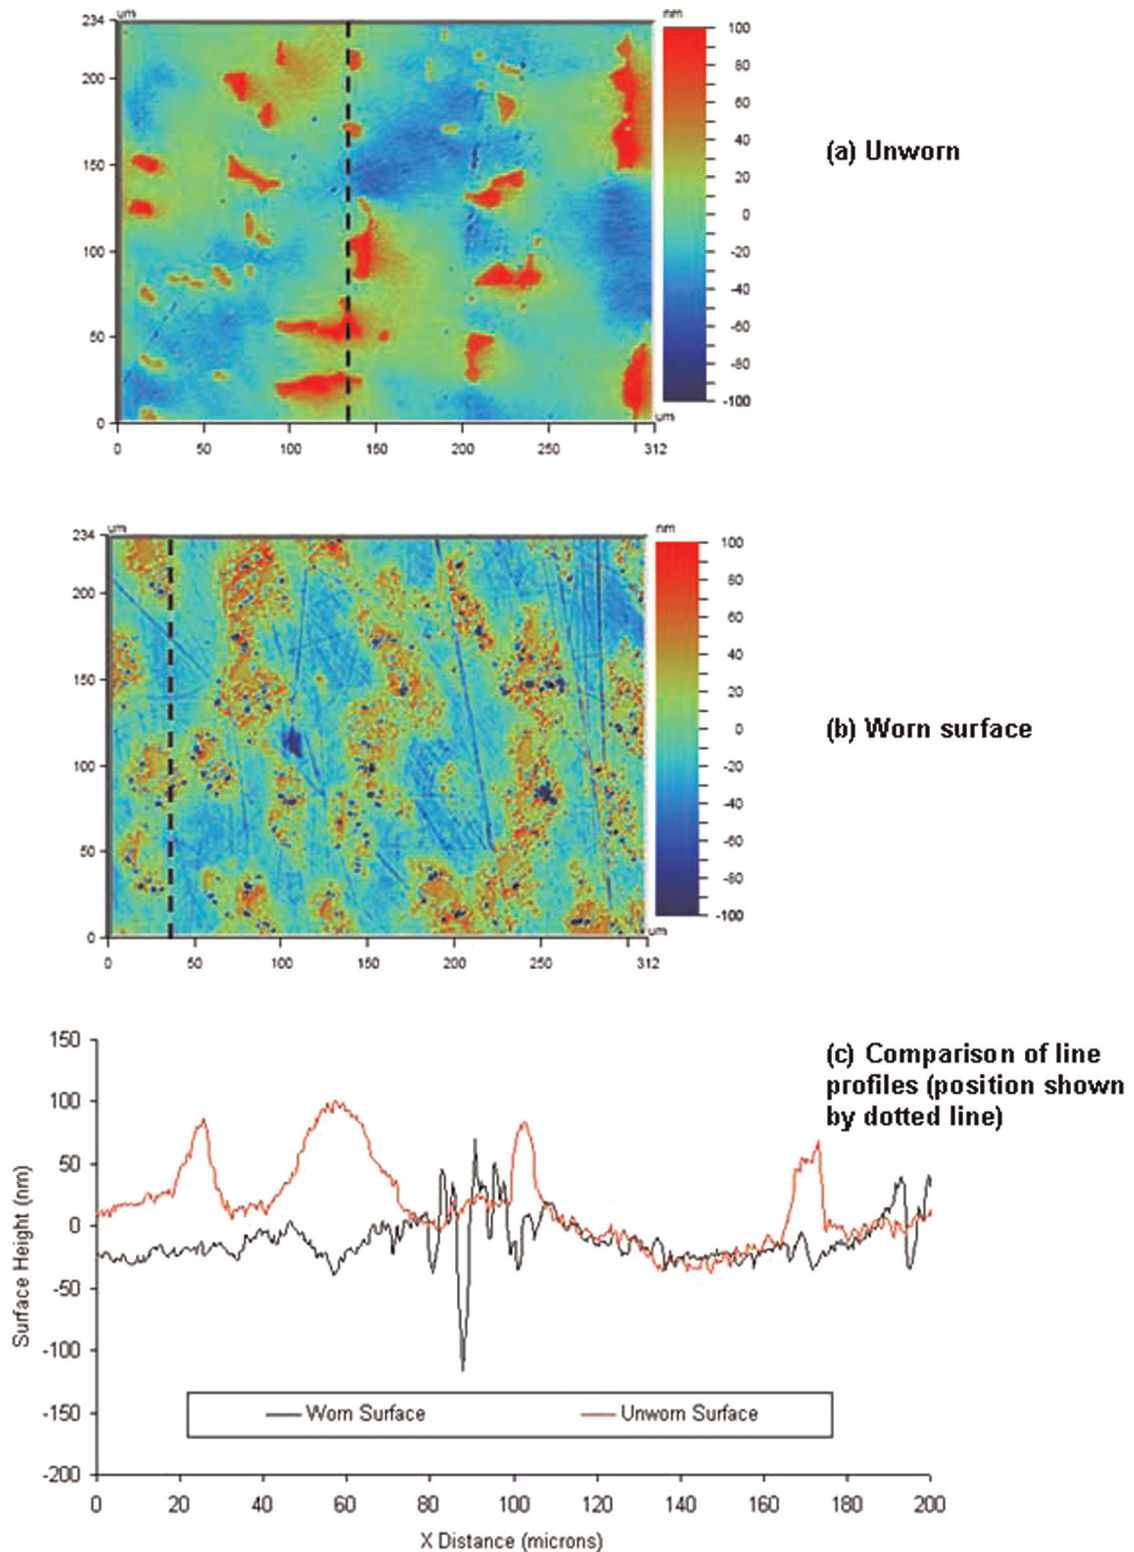 um
nm
234
200
150
100
50
0
0 50 100 150 200 250 312
um
100
80
60
40
20
0
-20
-40
-60
-80
-100
(a) Unworn
um
nm
234
200
150
100
50
0
0 50 100 150 200 250 312
um
100
80
60
40
20
0
-20
-40
-60
-80
-100
(b) Worn surface
(c) Comparison of line
profiles (position shown
by dotted line)
150
100
50
0
-50
-100
-150
-200
Surface Height (nm)
Worn Surface Unworn Surface
0 20 40 60 80 100 120 140 160 180 200
X Distance (microns)